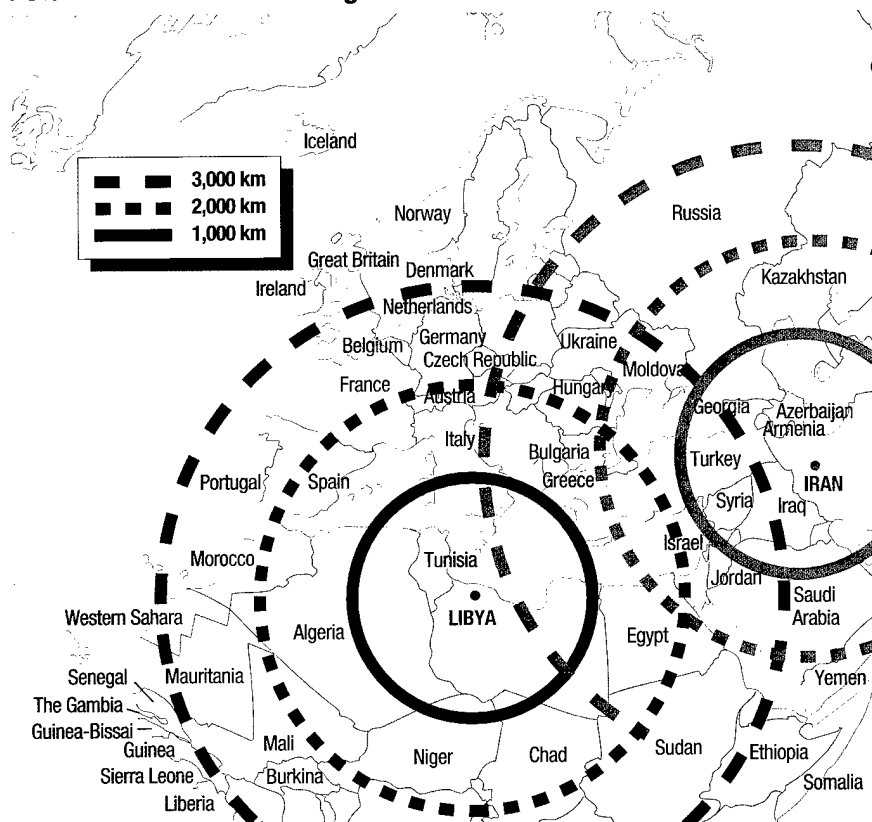 Iceland
3,000 km
2,000 km
1,000 km
Norway
Russia
Great Britain
Denmark
Kazakhstan
Ireland
Netherlands
Germany
Ukraine
Belgium
Czech Republic
Moldova
France
Hungary
Austria
Georgia
Azerbaijan
Armenia
Italy
Bulgaria
Turkey
Portugal
Spain
Greece
IRAN
Syria
Iraq
Israel
Morocco
Tunisia
Jordan
Saudi
Arabia
LIBYA
Western Sahara
Algeria
Egypt
Senegal
Mauritania
Yemen
The Gambia
Guinea-Bissai
Guinea
Mali
Niger
Chad
Sudan
Ethiopia
Sierra Leone
Burkina
Somalia
Liberia